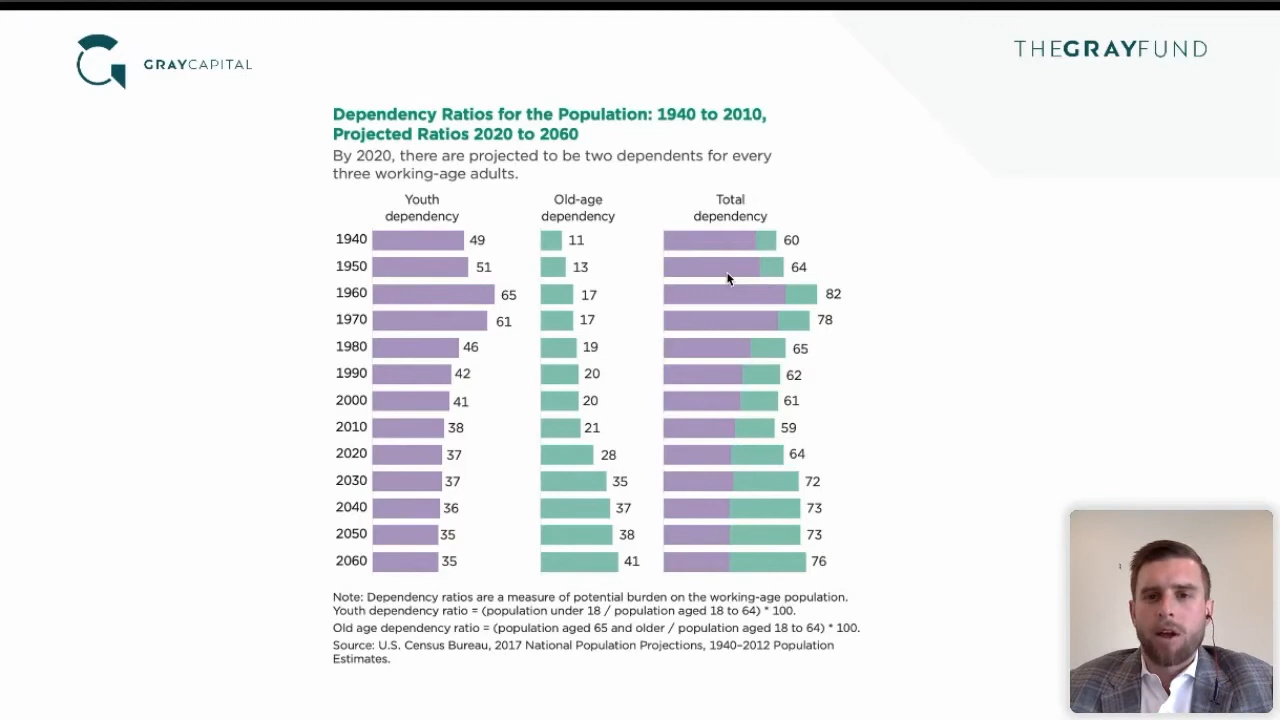 GRAYCAPITAL
THEGRAYFUND
Dependency Ratios for the Population: 1940 to 2010,
Projected Ratios 2020 to 2060
By 2020, there are projected to be two dependents for every
three working-age adults.
Youth
dependency
Old-age
dependency
Total
dependency
1940 49 11 60
1950 51 13 64
1960 65 17 82
1970 61 17 78
1980 46 19 65
1990 42 20 62
2000 41 20 61
2010 38 21 59
2020 37 28 64
2030 37 35 72
2040 36 37 73
2050 35 38 73
2060 35 41 76
Note: Dependency ratios are a measure of potential burden on the working-age population.
Youth dependency ratio = (population under 18 / population aged 18 to 64) * 100.
Old age dependency ratio = (population aged 65 and older / population aged 18 to 64) * 100.
Source: U.S. Census Bureau, 2017 National Population Projections, 1940–2012 Population
Estimates.